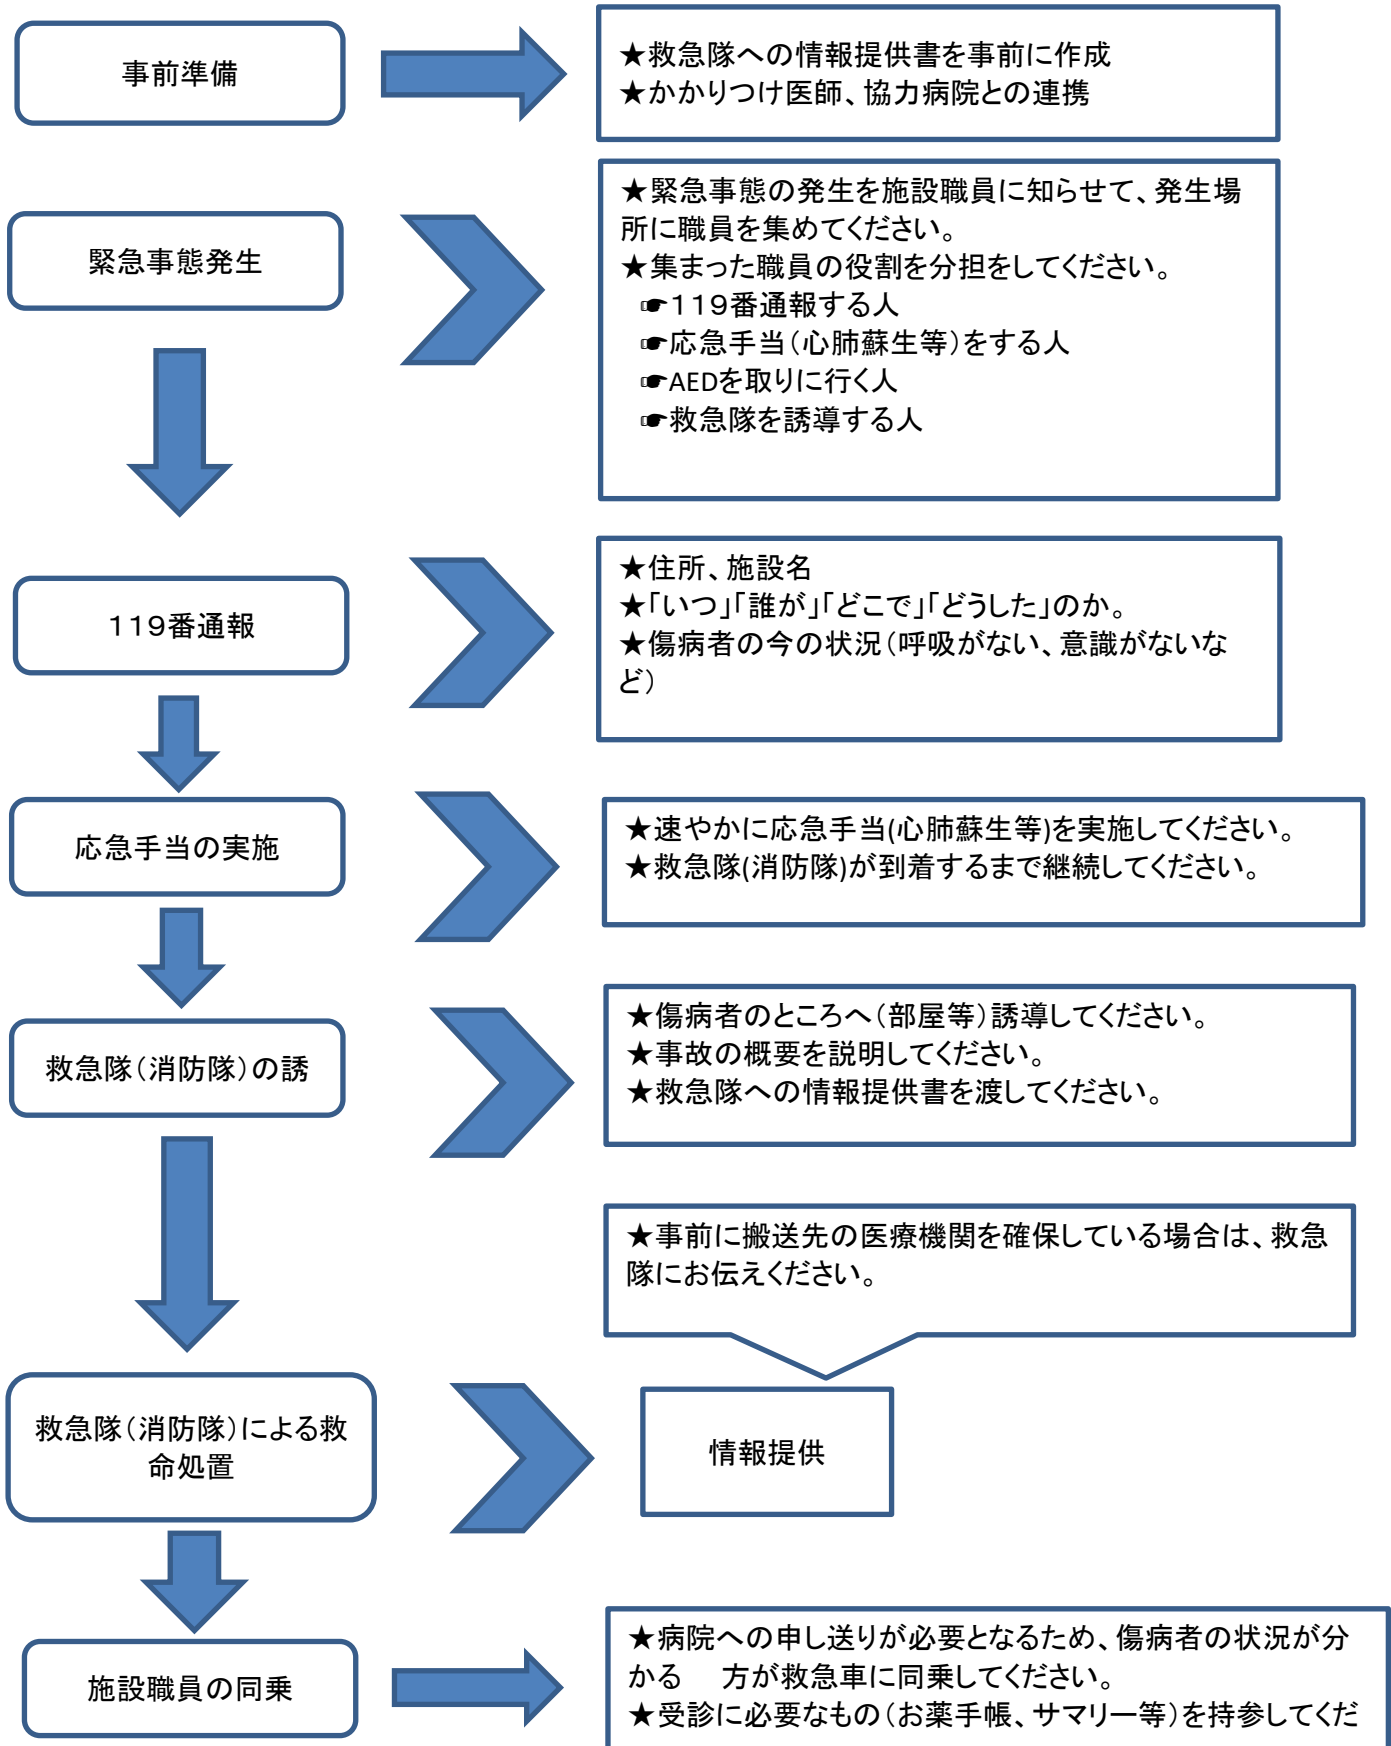 事前準備
★救急隊への情報提供書を事前に作成
★かかりつけ医師、協力病院との連携
緊急事態発生
★緊急事態の発生を施設職員に知らせて、発生場
所に職員を集めてください。
★集まった職員の役割を分担をしてください。
☛119番通報する人
☛応急手当（心肺蘇生等）をする人
☛AEDを取りに行く人
☛救急隊を誘導する人
119番通報
★住所、施設名
★「いつ」「誰が」「どこで」「どうした」のか。
★傷病者の今の状況（呼吸がない、意識がないな
ど）
応急手当の実施
★速やかに応急手当(心肺蘇生等)を実施してください。
★救急隊(消防隊)が到着するまで継続してください。
救急隊（消防隊）の誘
★傷病者のところへ（部屋等）誘導してください。
★事故の概要を説明してください。
★救急隊への情報提供書を渡してください。
★事前に搬送先の医療機関を確保している場合は、救急
隊にお伝えください。
救急隊（消防隊）による救
命処置
情報提供
施設職員の同乗
★病院への申し送りが必要となるため、傷病者の状況が分
かる　方が救急車に同乗してください。
★受診に必要なもの（お薬手帳、サマリー等）を持参してくだ